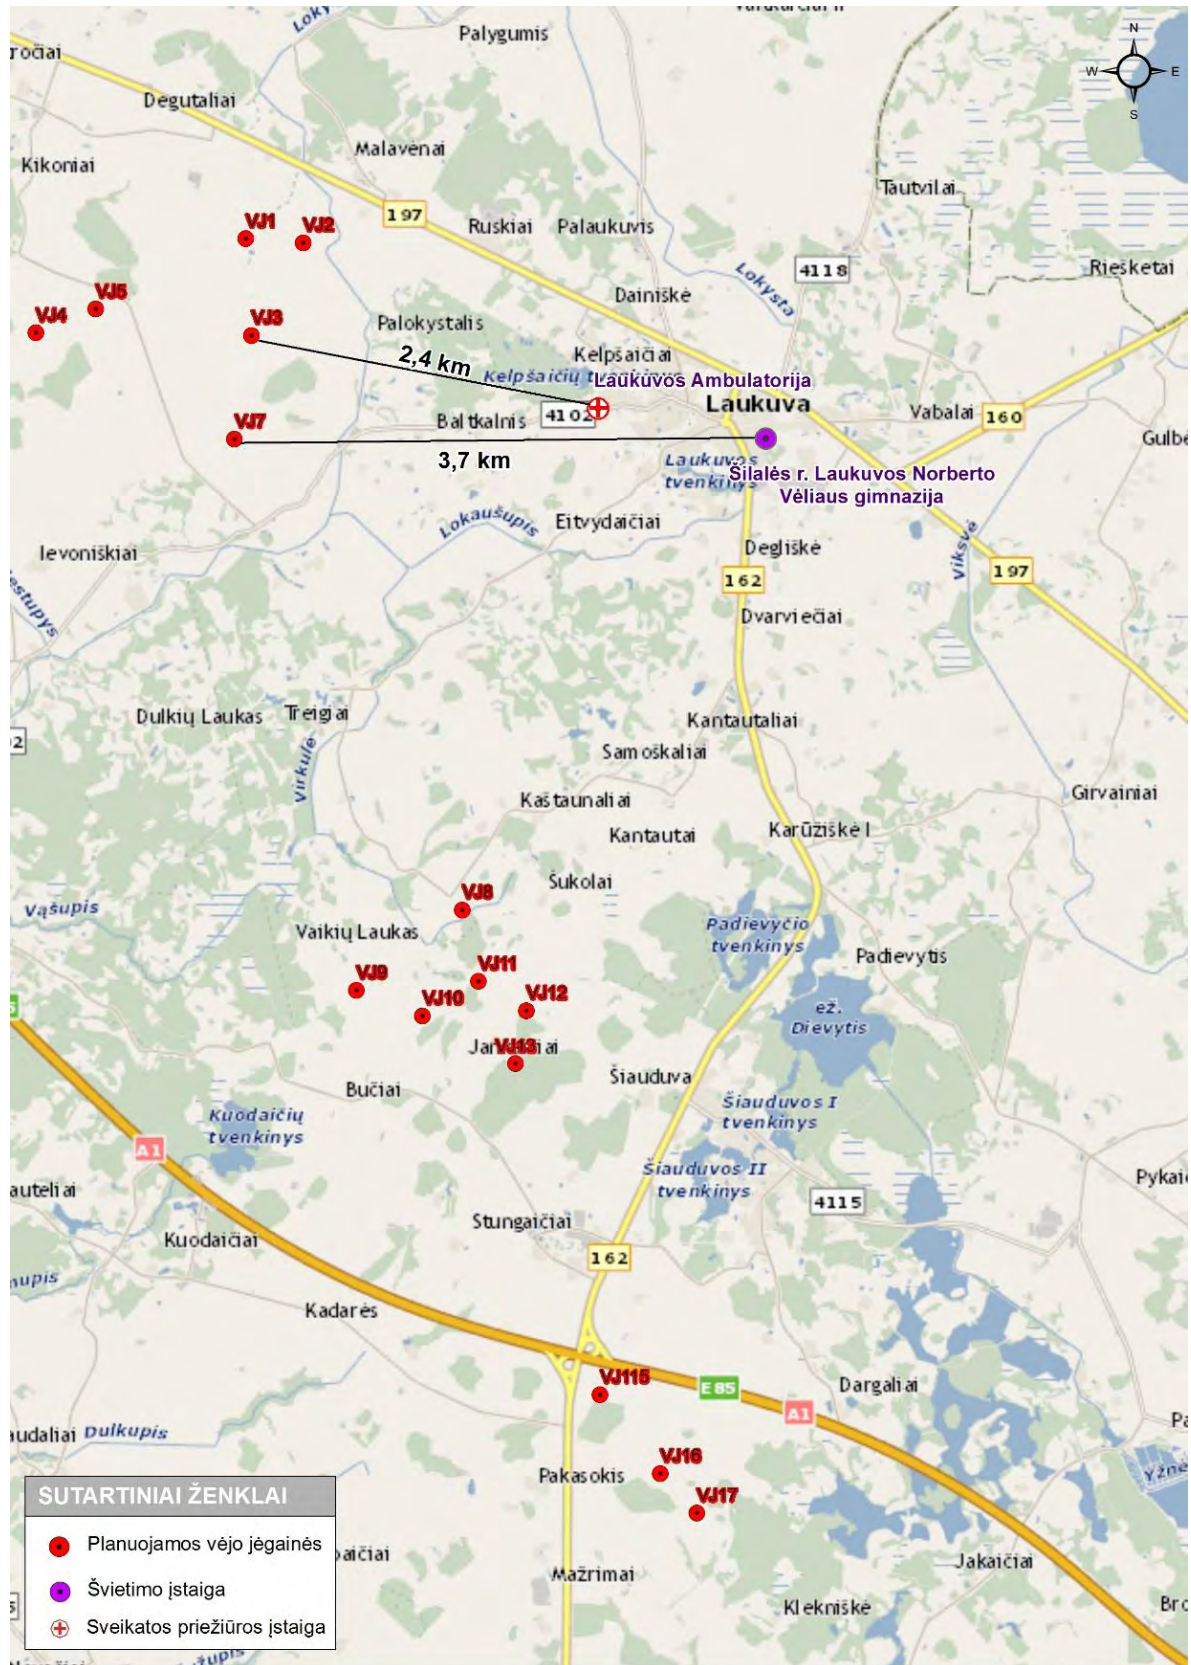 Palygumis
N
W
E
S
Degutaliai
Malavėnai
Kikoniai
Tautvilai
VJ1
VJ2
197
Ruskiai
Palaukuvis
4118
Riešketai
Lokysta
VJ5
VJ4
Dainiškė
VJ3
Palokystalis
2,4 km
Kelpšaičiai
Laukuvos Ambulatorija
Laukuva
Baltkalnis
4102
Vabalai
160
VJ7
3,7 km
Laukuvos
tvenkinys
Šilalės r. Laukuvos Norberto
Vėliaus gimnazija
Lokaušupis
Eitvydaičiai
Ievoniškiai
Degliškė
Viksvė
197
162
Dvarviečiai
Dulkių Laukas
Treigiai
Kantautaliai
Samoškaliai
Virkulė
Girvainiai
Kaštaunaliai
Kantautai
Karūžiškė I
Šukolai
VJ8
Vąšupis
Vaikių Laukas
Padievyčio
tvenkinys
Padievytis
VJ9
VJ11
VJ10
VJ12
ež.
Dievytis
VJ13
Bučiai
Šiauduva
Kuodaičių
tvenkinys
Šiauduvos I
tvenkinys
A1
Šiauduvos II
tvenkinys
4115
Stungaičiai
Kuodaičiai
162
Kadarės
VJ115
E 85
Dargaliai
A1
Dulkupis
VJ16
Pakasokis
VJ17
SUTARTINIAI ŽENKLAI
Planuojamos vėjo jėgainės
Švietimo įstaiga
Sveikatos priežiūros įstaiga
Mažrimai
Jakaičiai
Klekniškė